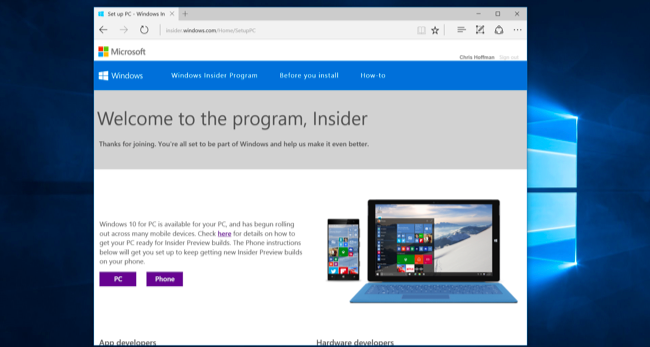 Set up PC - Windows In
insider.windows.com/Home/SetupPC
Microsoft
Chris Hoffman Sign out
Windows Windows Insider Program Before you install How-to
Welcome to the program, Insider
Thanks for joining. You're all set to be part of Windows and help us make it even better.
Windows 10 for PC is available for your PC, and has begun rolling
out across many mobile devices. Check here for details on how to
get your PC ready for Insider Preview builds. The Phone instructions
below will get you set up to keep getting new Insider Preview builds
on your phone.
PC Phone
App developers Hardware developers